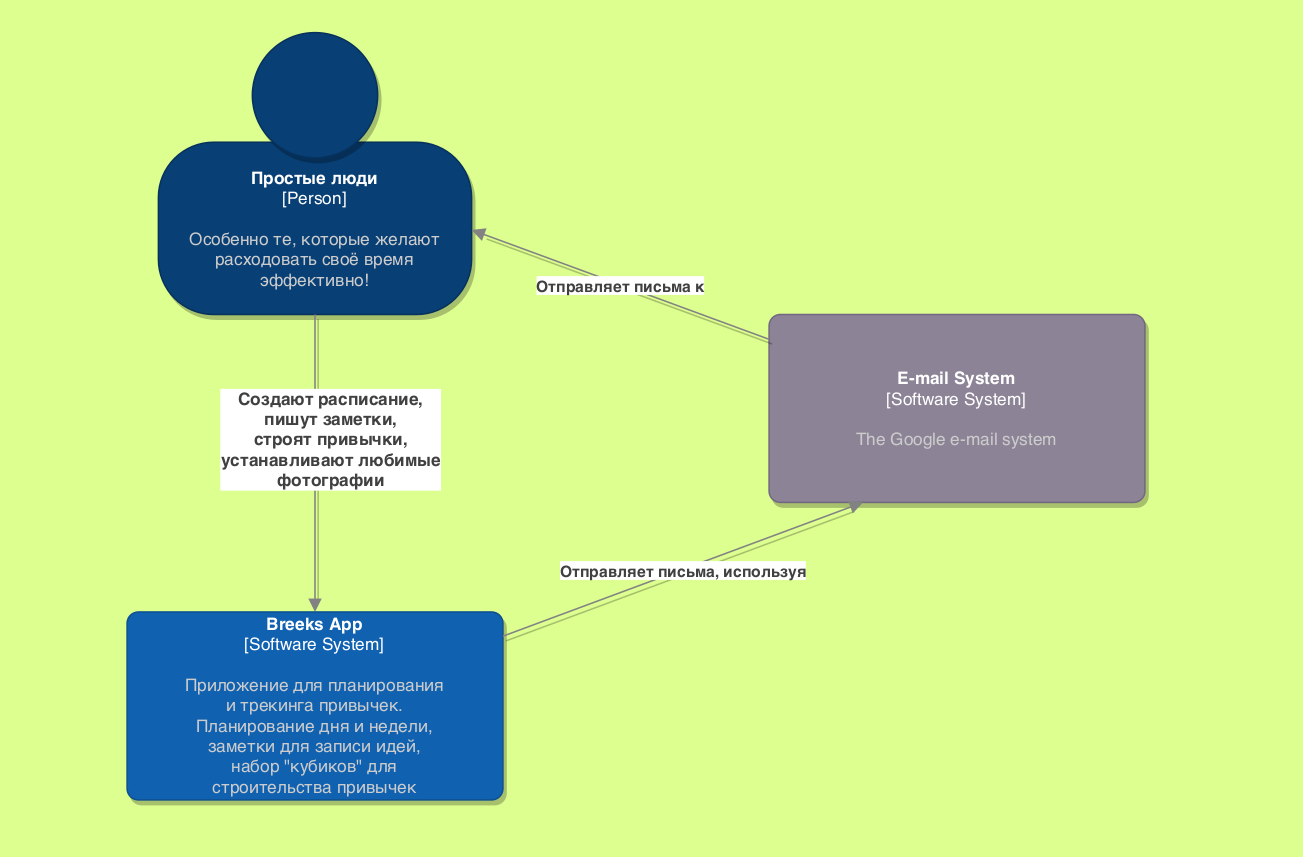 Простые люди
[Person]
Особенно те, которые желают
расходовать своё время
эффективно!
Отправляет письма к
E-mail System
[Software System]
The Google e-mail system
Создают расписание,
пишут заметки,
строят привычки,
устанавливают любимые
фотографии
Отправляет письма, используя
Breeks App
[Software System]
Приложение для планирования
и трекинга привычек.
Планирование дня и недели,
заметки для записи идей,
набор "кубиков" для
строительства привычек